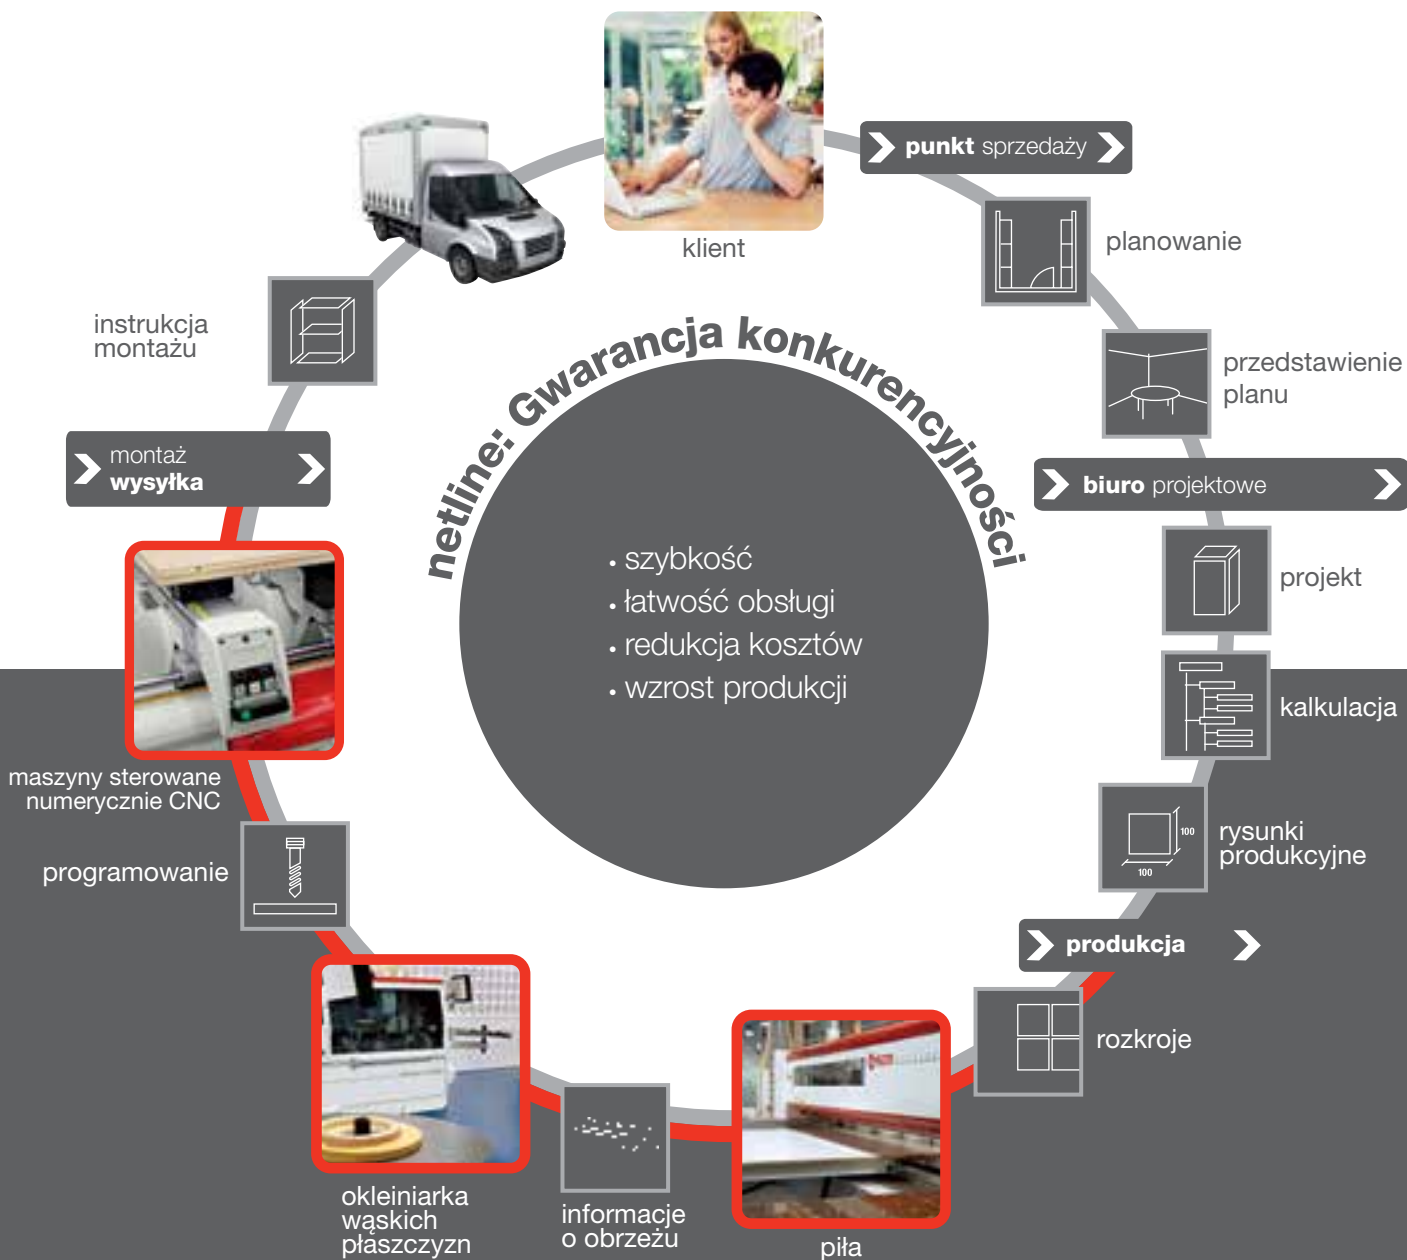 klient
punkt sprzedaży
planowanie
przedstawienie
planu
biuro projektowe
projekt
kalkulacja
rysunki
produkcyjne
100
100
produkcja
rozkroje
piła
informacje
o obrzeżu
okleiniarka
wąskich
płaszczyzn
programowanie
maszyny sterowane
numerycznie CNC
montaż
wysyłka
instrukcja
montażu
netline: Gwarancja konkurencyjności
• szybkość
• łatwość obsługi
• redukcja kosztów
• wzrost produkcji